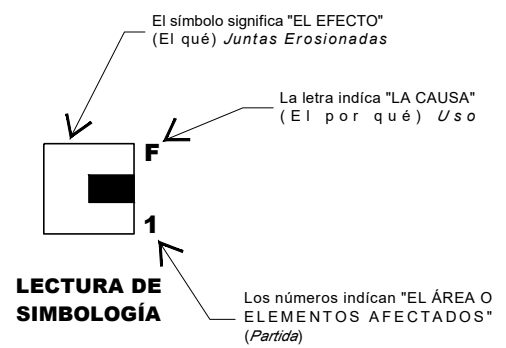 El símbolo significa "EL EFECTO"
(El qué) Juntas Erosionadas
La letra indíca "LA CAUSA"
(El por qué) Uso
F
1
LECTURA DE
SIMBOLOGÍA
Los números indícan "EL ÁREA O
ELEMENTOS AFECTADOS"
(Partida)